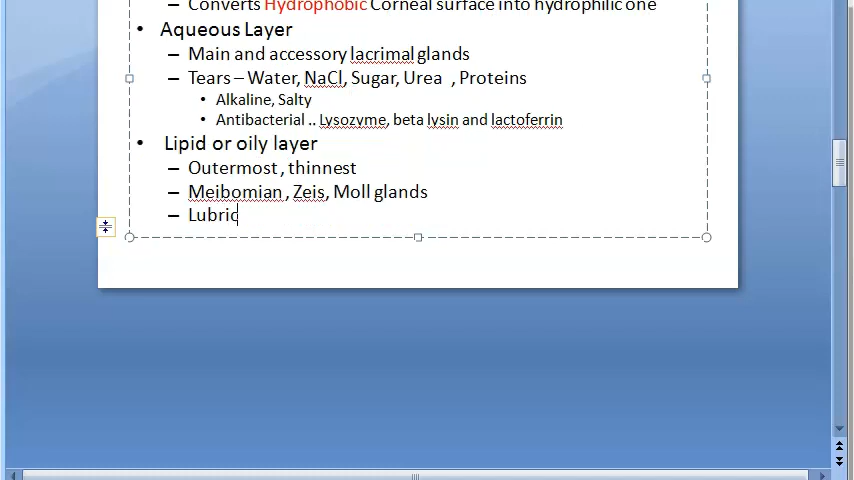 – Converts Hydrophobic Corneal surface into hydrophilic one
• Aqueous Layer
– Main and accessory lacrimal glands
– Tears – Water, NaCl, Sugar, Urea , Proteins
• Alkaline, Salty
• Antibacterial .. Lysozyme, beta lysin and lactoferrin
• Lipid or oily layer
– Outermost , thinnest
– Meibomian , Zeis, Moll glands
– Lubric